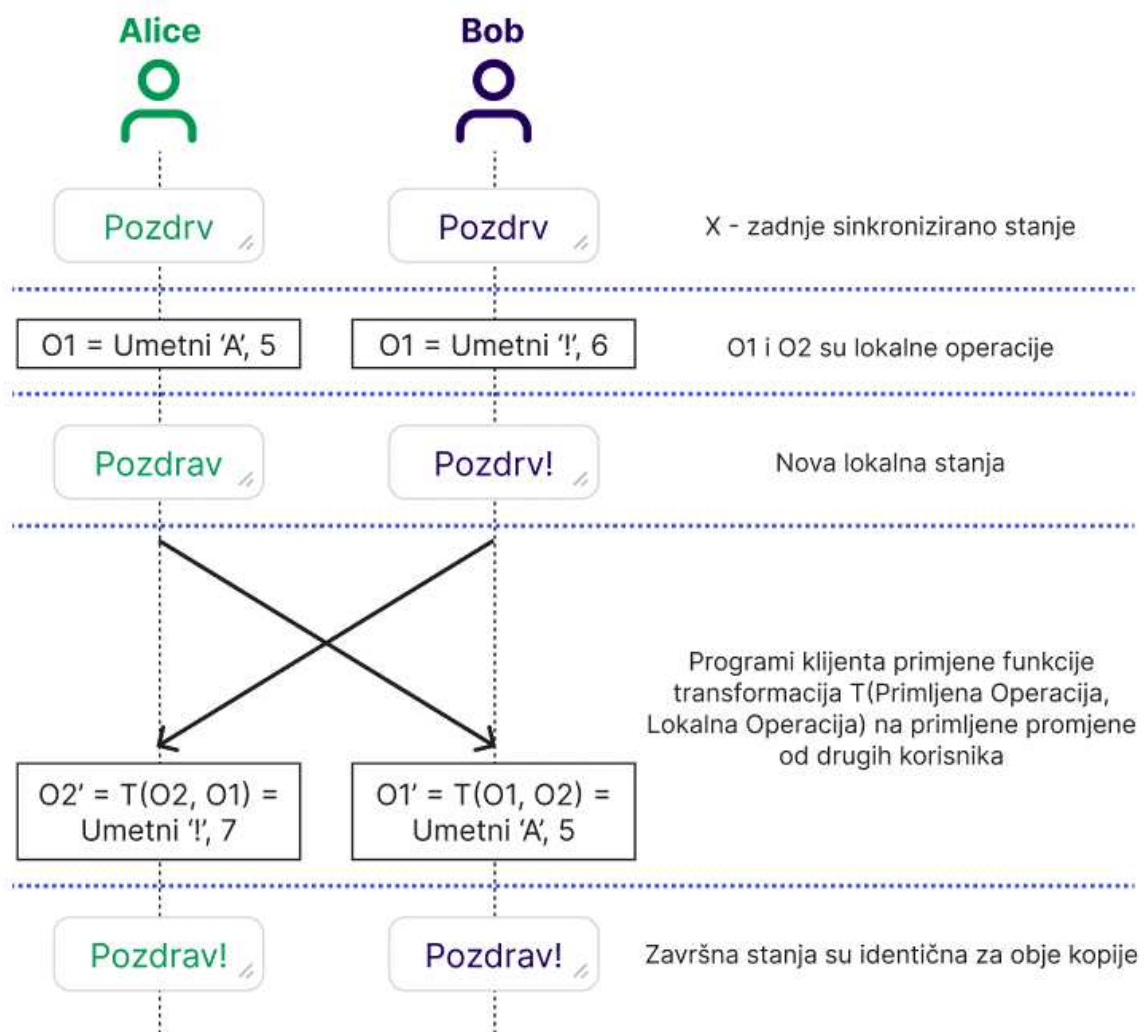 Alice
Bob
Pozdrv
Pozdrv
X - zadnje sinkronizirano stanje
O1 = Umetni ‘A’, 5
O1 = Umetni ‘!’, 6
O1 i O2 su lokalne operacije
Pozdrav
Pozdrv!
Nova lokalna stanja
Programi klijenta primjene funkcije
transformacija T(Primljena Operacija,
Lokalna Operacija) na primljene promjene
od drugih korisnika
O2’ = T(O2, O1) =
Umetni ‘!’, 7
O1’ = T(O1, O2) =
Umetni ‘A’, 5
Pozdrav!
Pozdrav!
Završna stanja su identična za obje kopije